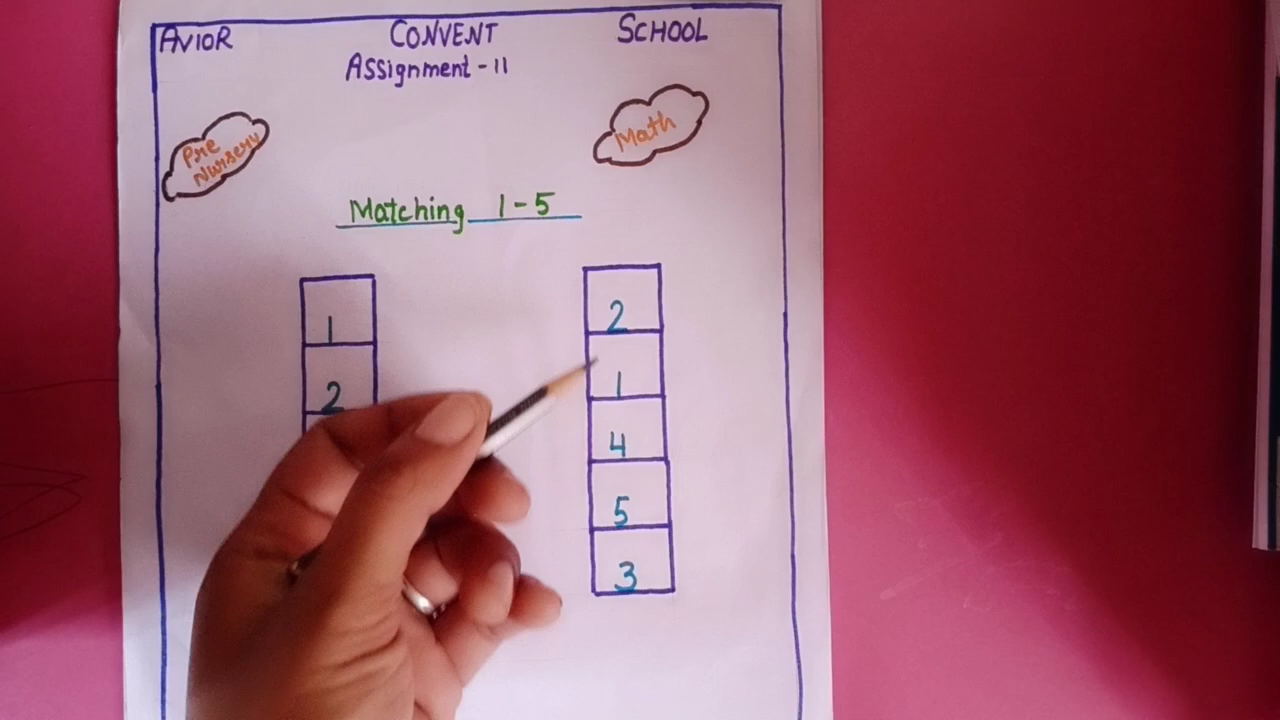 AVIOR CONVENT SCHOOL
Assignment - 11
Pre Nursery
Math
Matching 1 - 5
1 2
2 1
4
5
3